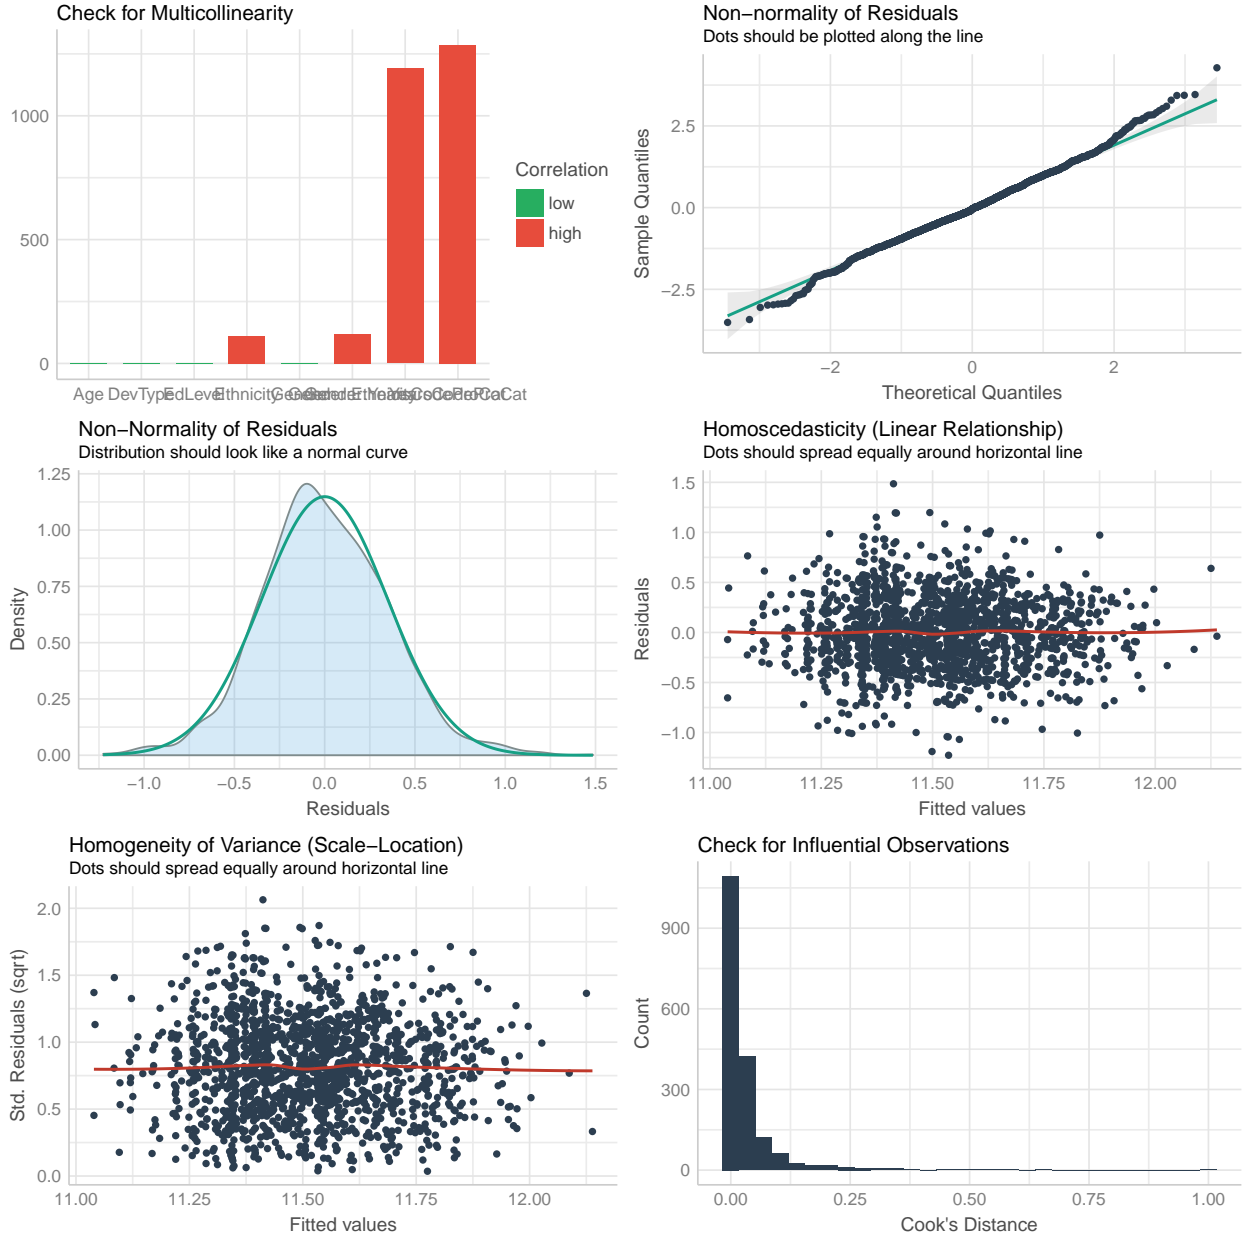 Check for Multicollinearity
1000
500
0
Age DevType EdLevel Ethnicity
Correlation
low
high
Non−normality of Residuals
Dots should be plotted along the line
Sample Quantiles
2.5
0.0
−2.5
−2 0 2
Theoretical Quantiles
Non−Normality of Residuals
Distribution should look like a normal curve
Density
1.25
1.00
0.75
0.50
0.25
0.00
−1.0 −0.5 0.0 0.5 1.0 1.5
Residuals
Homoscedasticity (Linear Relationship)
Dots should spread equally around horizontal line
Residuals
1.5
1.0
0.5
0.0
−0.5
−1.0
11.00 11.25 11.50 11.75 12.00
Fitted values
Homogeneity of Variance (Scale−Location)
Dots should spread equally around horizontal line
Std. Residuals (sqrt)
2.0
1.5
1.0
0.5
0.0
11.00 11.25 11.50 11.75 12.00
Fitted values
Check for Influential Observations
Count
900
600
300
0
0.00 0.25 0.50 0.75 1.00
Cook's Distance